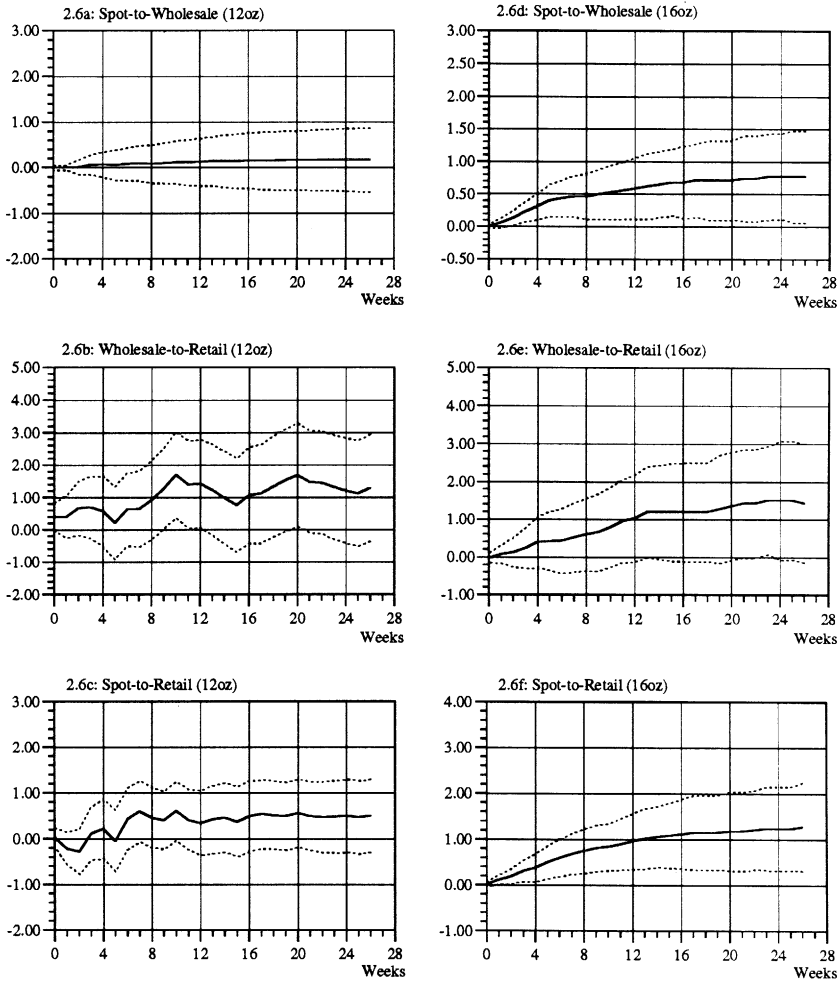 2.6a: Spot-to-Wholesale (12oz)
3.00
2.00
1.00
0.00
-1.00
-2.00
0 4 8 12 16 20 24 28
Weeks
2.6d: Spot-to-Wholesale (16oz)
3.00
2.50
2.00
1.50
1.00
0.50
0.00
-0.50
0 4 8 12 16 20 24 28
Weeks
2.6b: Wholesale-to-Retail (12oz)
5.00
4.00
3.00
2.00
1.00
0.00
-1.00
-2.00
0 4 8 12 16 20 24 28
Weeks
2.6e: Wholesale-to-Retail (16oz)
5.00
4.00
3.00
2.00
1.00
0.00
-1.00
0 4 8 12 16 20 24 28
Weeks
2.6c: Spot-to-Retail (12oz)
3.00
2.00
1.00
0.00
-1.00
-2.00
0 4 8 12 16 20 24 28
Weeks
2.6f: Spot-to-Retail (16oz)
4.00
3.00
2.00
1.00
0.00
-1.00
0 4 8 12 16 20 24 28
Weeks